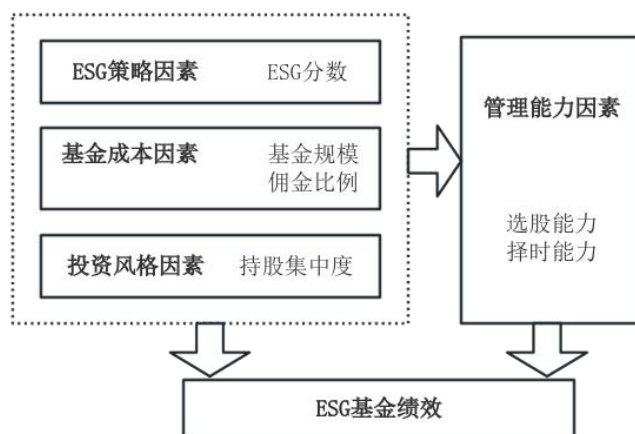 ESG策略因素 ESG分数
基金成本因素 基金规模
佣金比例
投资风格因素 持股集中度
管理能力因素
选股能力
择时能力
ESG基金绩效